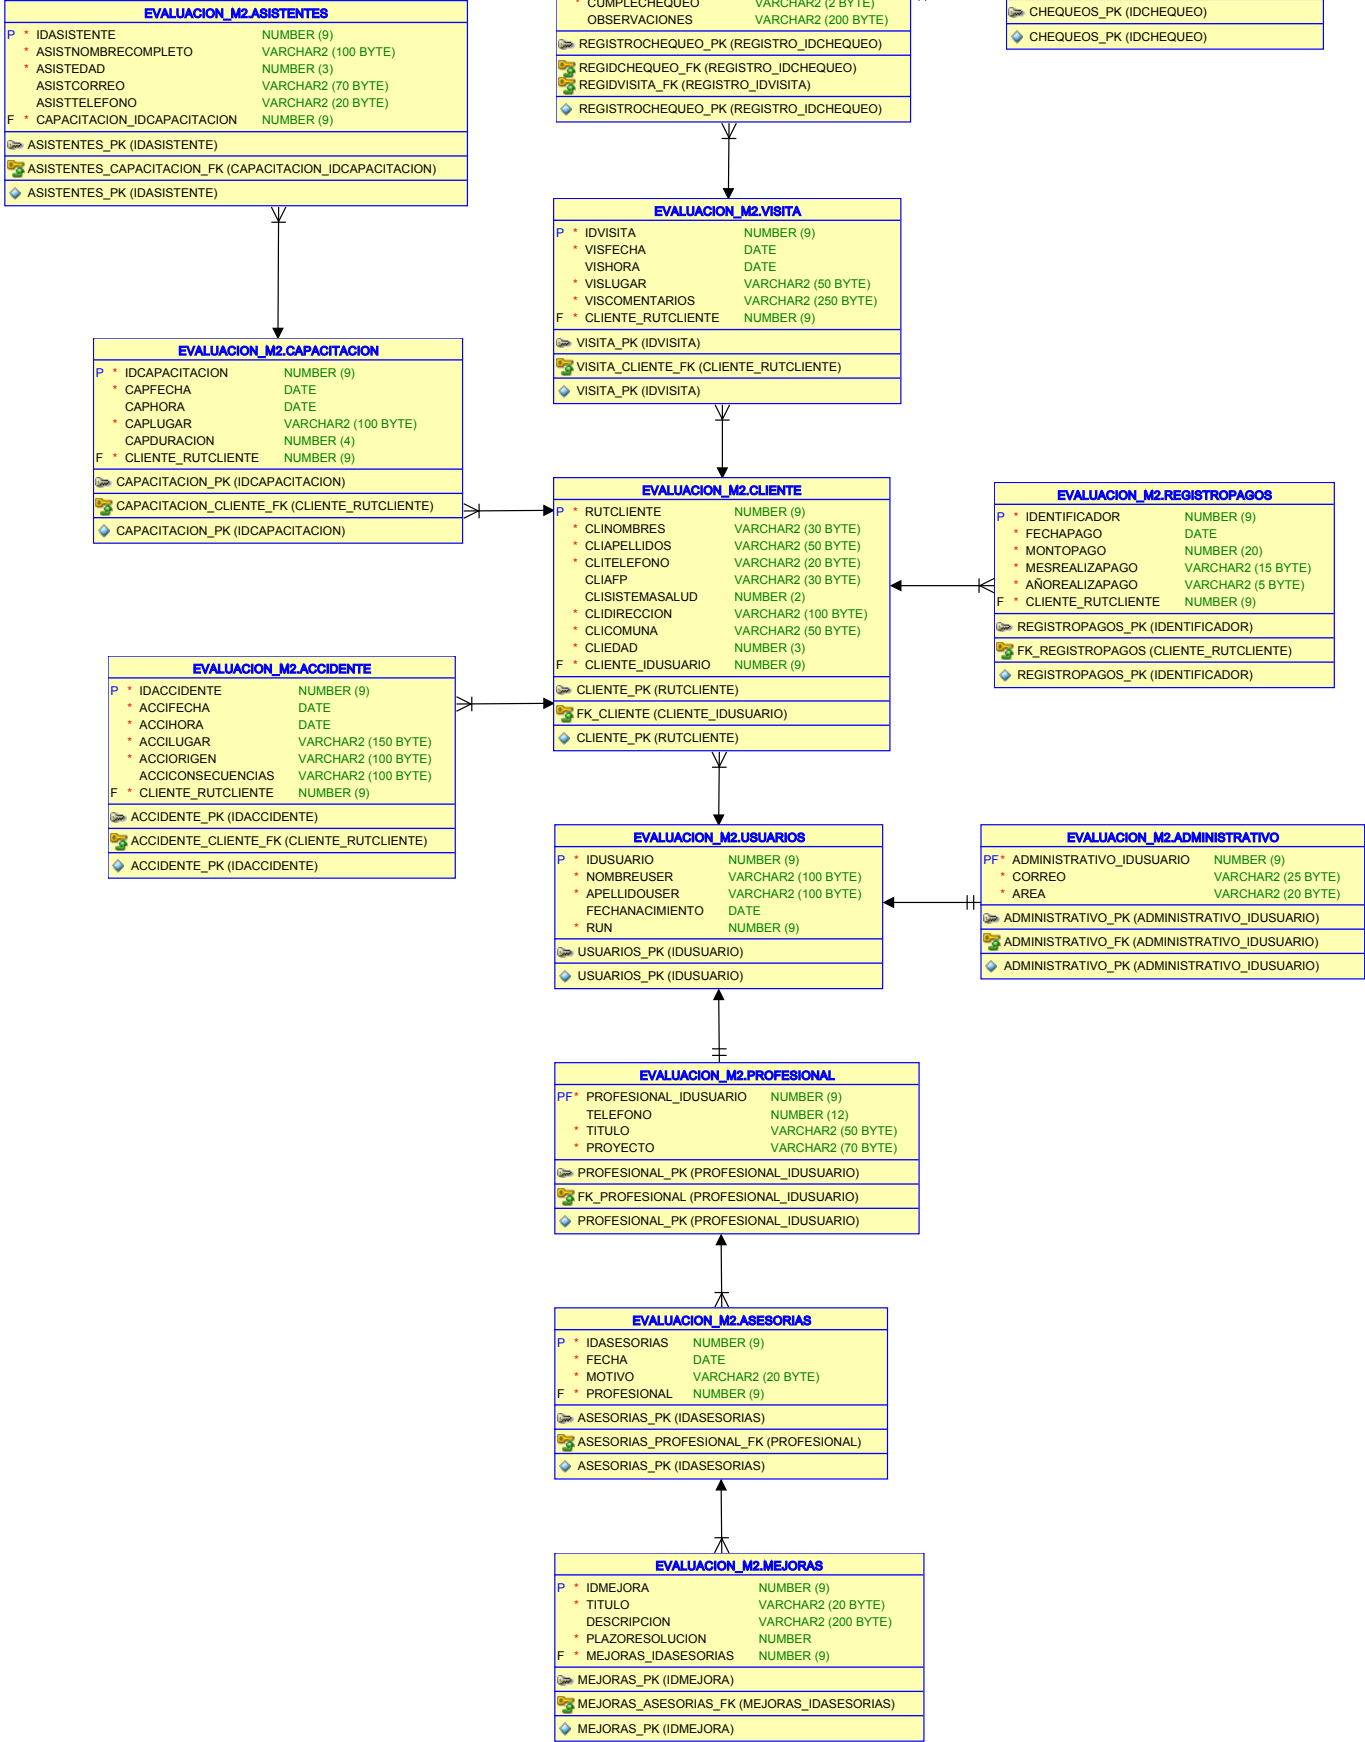 EVALUACION_M2.ASISTENTES
P * IDASISTENTE NUMBER (9)
* ASISTNOMBRECOMPLETO VARCHAR2 (100 BYTE)
* ASISTEDAD NUMBER (3)
ASISTCORREO VARCHAR2 (70 BYTE)
ASISTTELEFONO VARCHAR2 (20 BYTE)
F * CAPACITACION_IDCAPACITACION NUMBER (9)
ASISTENTES_PK (IDASISTENTE)
ASISTENTES_CAPACITACION_FK (CAPACITACION_IDCAPACITACION)
ASISTENTES_PK (IDASISTENTE)
* CUMPLECHEQUEO VARCHAR2 (2 BYTE)
OBSERVACIONES VARCHAR2 (200 BYTE)
REGISTROCHEQUEO_PK (REGISTRO_IDCHEQUEO)
REGIDCHEQUEO_FK (REGISTRO_IDCHEQUEO)
REGIDVISITA_FK (REGISTRO_IDVISITA)
REGISTROCHEQUEO_PK (REGISTRO_IDCHEQUEO)
CHEQUEOS_PK (IDCHEQUEO)
CHEQUEOS_PK (IDCHEQUEO)
EVALUACION_M2.VISITA
P * IDVISITA NUMBER (9)
* VISFECHA DATE
VISHORA DATE
* VISLUGAR VARCHAR2 (50 BYTE)
* VISCOMENTARIOS VARCHAR2 (250 BYTE)
F * CLIENTE_RUTCLIENTE NUMBER (9)
VISITA_PK (IDVISITA)
VISITA_CLIENTE_FK (CLIENTE_RUTCLIENTE)
VISITA_PK (IDVISITA)
EVALUACION_M2.CAPACITACION
P * IDCAPACITACION NUMBER (9)
* CAPFECHA DATE
CAPHORA DATE
* CAPLUGAR VARCHAR2 (100 BYTE)
CAPDURACION NUMBER (4)
F * CLIENTE_RUTCLIENTE NUMBER (9)
CAPACITACION_PK (IDCAPACITACION)
CAPACITACION_CLIENTE_FK (CLIENTE_RUTCLIENTE)
CAPACITACION_PK (IDCAPACITACION)
EVALUACION_M2.CLIENTE
P * RUTCLIENTE NUMBER (9)
* CLINOMBRES VARCHAR2 (30 BYTE)
* CLIAPELLIDOS VARCHAR2 (50 BYTE)
* CLITELEFONO VARCHAR2 (20 BYTE)
CLIAFP VARCHAR2 (30 BYTE)
CLISISTEMASALUD NUMBER (2)
* CLIDIRECCION VARCHAR2 (100 BYTE)
* CLICOMUNA VARCHAR2 (50 BYTE)
* CLIEDAD NUMBER (3)
F * CLIENTE_IDUSUARIO NUMBER (9)
CLIENTE_PK (RUTCLIENTE)
FK_CLIENTE (CLIENTE_IDUSUARIO)
CLIENTE_PK (RUTCLIENTE)
EVALUACION_M2.REGISTROPAGOS
P * IDENTIFICADOR NUMBER (9)
* FECHAPAGO DATE
* MONTOPAGO NUMBER (20)
* MESREALIZAPAGO VARCHAR2 (15 BYTE)
* AÑOREALIZAPAGO VARCHAR2 (5 BYTE)
F * CLIENTE_RUTCLIENTE NUMBER (9)
REGISTROPAGOS_PK (IDENTIFICADOR)
FK_REGISTROPAGOS (CLIENTE_RUTCLIENTE)
REGISTROPAGOS_PK (IDENTIFICADOR)
EVALUACION_M2.ACCIDENTE
P * IDACCIDENTE NUMBER (9)
* ACCIFECHA DATE
* ACCIHORA DATE
* ACCILUGAR VARCHAR2 (150 BYTE)
* ACCIORIGEN VARCHAR2 (100 BYTE)
ACCICONSECUENCIAS VARCHAR2 (100 BYTE)
F * CLIENTE_RUTCLIENTE NUMBER (9)
ACCIDENTE_PK (IDACCIDENTE)
ACCIDENTE_CLIENTE_FK (CLIENTE_RUTCLIENTE)
ACCIDENTE_PK (IDACCIDENTE)
EVALUACION_M2.USUARIOS
P * IDUSUARIO NUMBER (9)
* NOMBREUSER VARCHAR2 (100 BYTE)
* APELLIDOUSER VARCHAR2 (100 BYTE)
FECHANACIMIENTO DATE
* RUN NUMBER (9)
USUARIOS_PK (IDUSUARIO)
USUARIOS_PK (IDUSUARIO)
EVALUACION_M2.ADMINISTRATIVO
PF* ADMINISTRATIVO_IDUSUARIO NUMBER (9)
* CORREO VARCHAR2 (25 BYTE)
* AREA VARCHAR2 (20 BYTE)
ADMINISTRATIVO_PK (ADMINISTRATIVO_IDUSUARIO)
ADMINISTRATIVO_FK (ADMINISTRATIVO_IDUSUARIO)
ADMINISTRATIVO_PK (ADMINISTRATIVO_IDUSUARIO)
EVALUACION_M2.PROFESIONAL
PF* PROFESIONAL_IDUSUARIO NUMBER (9)
TELEFONO NUMBER (12)
* TITULO VARCHAR2 (50 BYTE)
* PROYECTO VARCHAR2 (70 BYTE)
PROFESIONAL_PK (PROFESIONAL_IDUSUARIO)
FK_PROFESIONAL (PROFESIONAL_IDUSUARIO)
PROFESIONAL_PK (PROFESIONAL_IDUSUARIO)
EVALUACION_M2.ASESORIAS
P * IDASESORIAS NUMBER (9)
* FECHA DATE
* MOTIVO VARCHAR2 (20 BYTE)
F * PROFESIONAL NUMBER (9)
ASESORIAS_PK (IDASESORIAS)
ASESORIAS_PROFESIONAL_FK (PROFESIONAL)
ASESORIAS_PK (IDASESORIAS)
EVALUACION_M2.MEJORAS
P * IDMEJORA NUMBER (9)
* TITULO VARCHAR2 (20 BYTE)
DESCRIPCION VARCHAR2 (200 BYTE)
* PLAZORESOLUCION NUMBER
F * MEJORAS_IDASESORIAS NUMBER (9)
MEJORAS_PK (IDMEJORA)
MEJORAS_ASESORIAS_FK (MEJORAS_IDASESORIAS)
MEJORAS_PK (IDMEJORA)